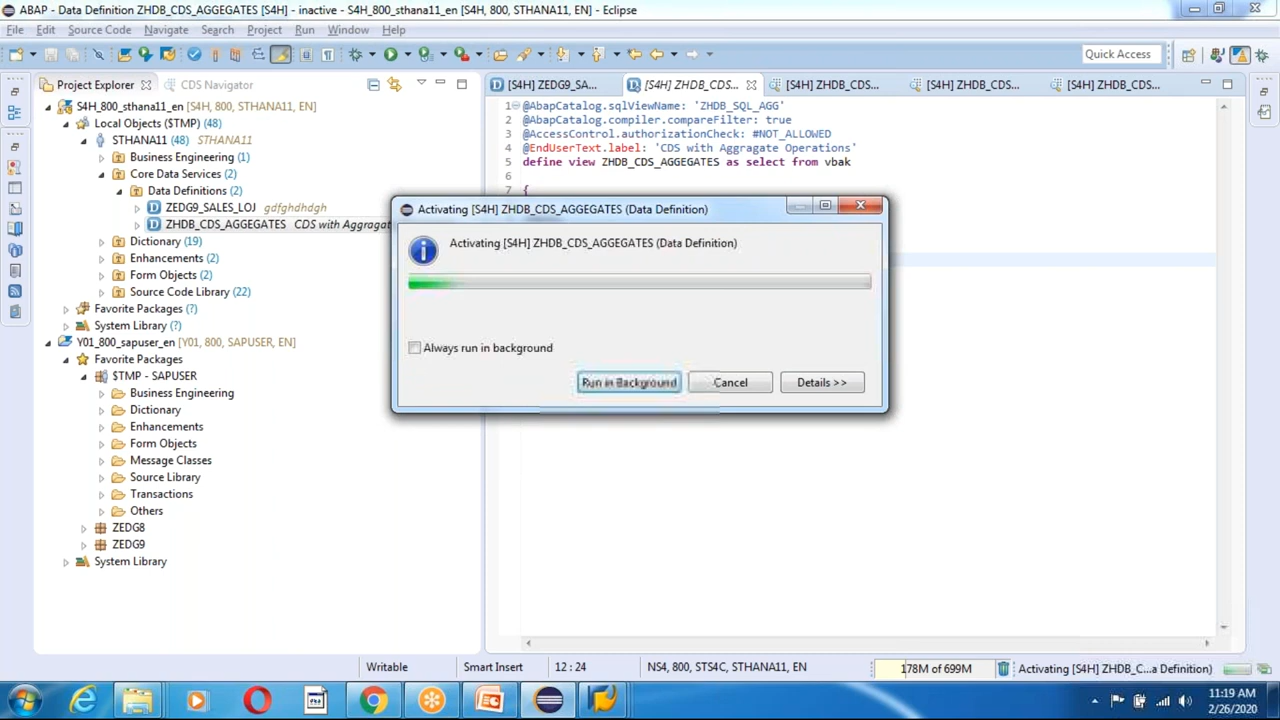 ABAP - Data Definition ZHDB_CDS_AGGEGATES [S4H] - inactive - S4H_800_sthana11_en [S4H, 800, STHANA11, EN] - Eclipse
File Edit Source Code Navigate Search Project Run Window Help
Quick Access
Project Explorer CDS Navigator
[S4H] ZEDG9_SA... [S4H] ZHDB_CDS... [S4H] ZHDB_CDS... [S4H] ZHDB_CDS... [S4H] ZHDB_CDS...
S4H_800_sthana11_en [S4H, 800, STHANA11, EN]
Local Objects ($TMP) (48)
STHANA11 (48) STHANA11
Business Engineering (1)
Core Data Services (2)
Data Definitions (2)
ZEDG9_SALES_LOJ gdfghdhdgh
ZHDB_CDS_AGGEGATES CDS with Aggragat
Dictionary (19)
Enhancements (2)
Form Objects (2)
Source Code Library (22)
Favorite Packages (?)
System Library (?)
Y01_800_sapuser_en [Y01, 800, SAPUSER, EN]
Favorite Packages
$TMP - SAPUSER
Business Engineering
Dictionary
Enhancements
Form Objects
Message Classes
Source Library
Transactions
Others
ZEDG8
ZEDG9
System Library
1 @AbapCatalog.sqlViewName: 'ZHDB_SQL_AGG'
2 @AbapCatalog.compiler.compareFilter: true
3 @AccessControl.authorizationCheck: #NOT_ALLOWED
4 @EndUserText.label: 'CDS with Aggragate Operations'
5 define view ZHDB_CDS_AGGEGATES as select from vbak
6
7 {
Activating [S4H] ZHDB_CDS_AGGEGATES (Data Definition)
Activating [S4H] ZHDB_CDS_AGGEGATES (Data Definition)
Always run in background
Run in Background Cancel Details >>
Writable Smart Insert 12 : 24 NS4, 800, STS4C, STHANA11, EN 178M of 699M Activating [S4H] ZHDB_C...a Definition)
11:19 AM
2/26/2020